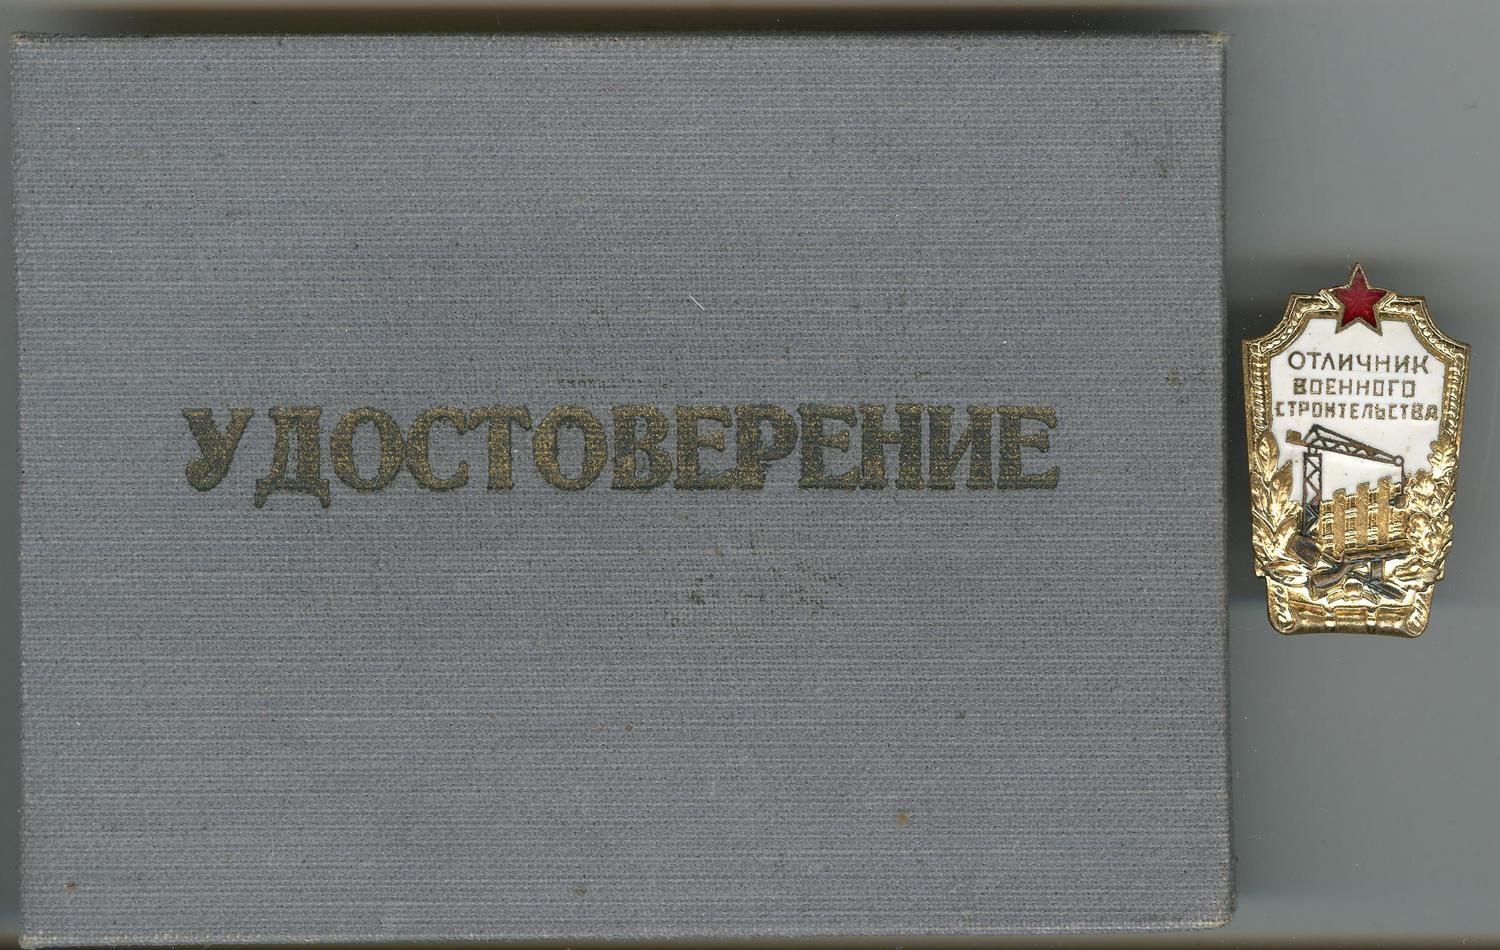 УДОСТОВЕРЕНИЕ
ОТЛИЧНИК
ВОЕННОГО
СТРОИТЕЛЬСТВА